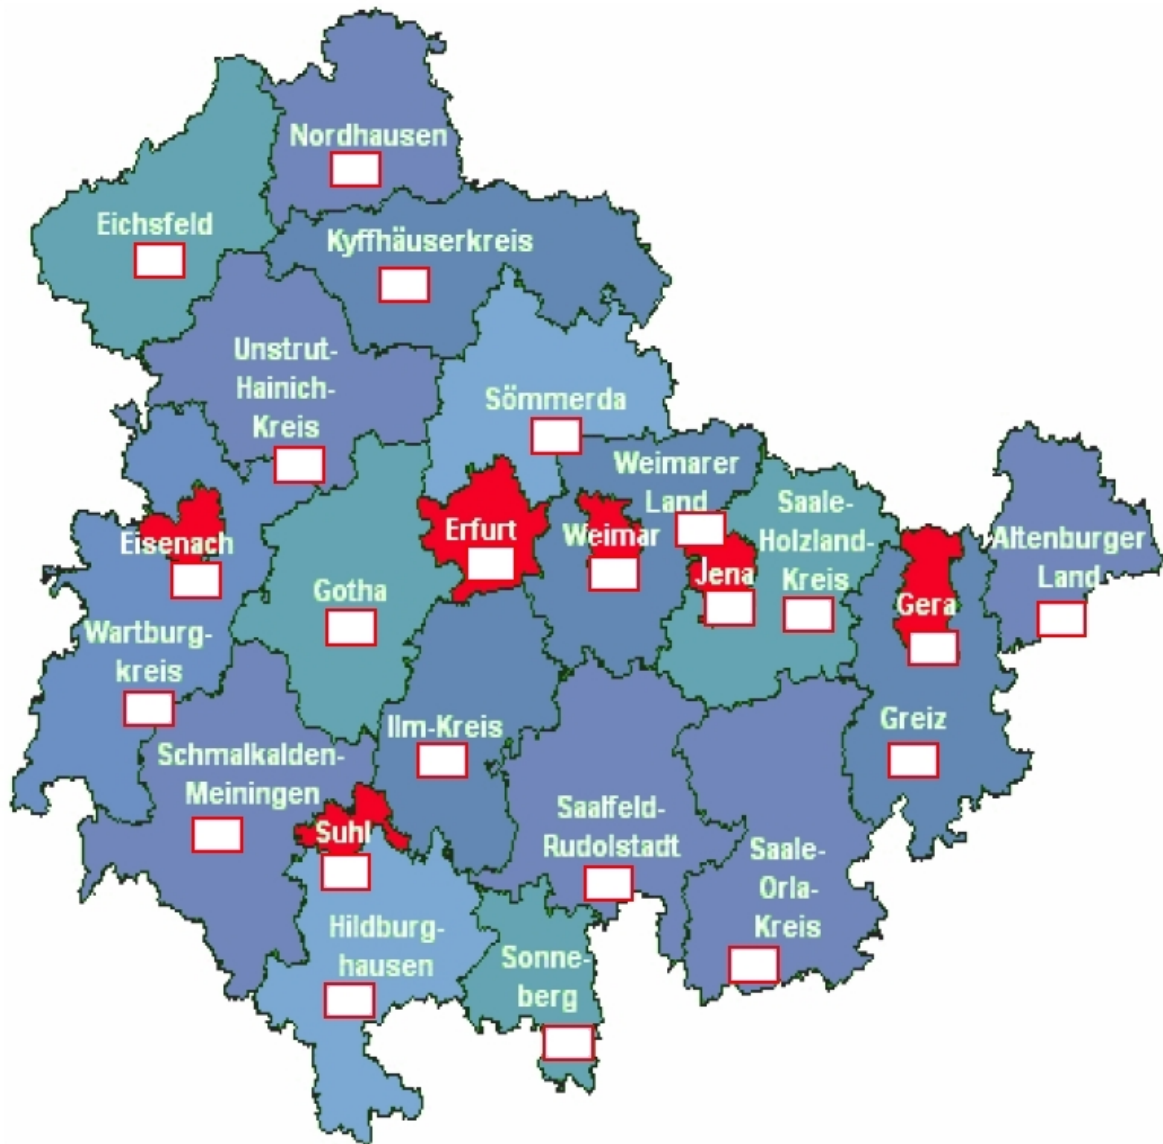 Nordhausen
Eichsfeld
Kyffhäuserkreis
Unstrut-
Hainich-
Kreis
Sömmerda
Weimarer
Land
Saale-
Holzland-
Kreis
Altenburger
Land
Eisenach
Erfurt
Weimar
Jena
Gera
Gotha
Wartburg-
kreis
Ilm-Kreis
Greiz
Schmalkalden-
Meiningen
Suhl
Saalfeld-
Rudolstadt
Saale-
Orla-
Kreis
Hildburg-
hausen
Sonne-
berg